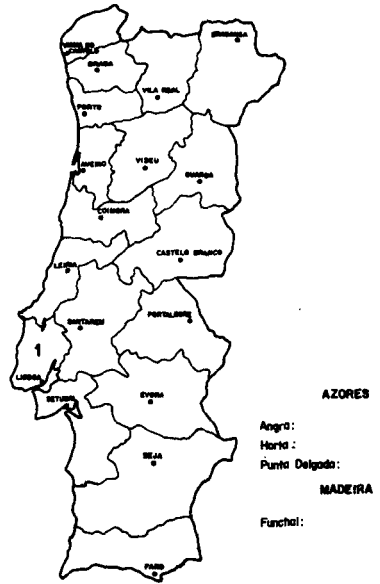 VIANA DO
CASTELO
BRAGANÇA
BRAGA
VILA REAL
PORTO
AVEIRO
VISEU
GUARDA
COIMBRA
CASTELO BRANCO
LEIRIA
SANTAREM
PORTALEGRE
1
LISBOA
SETUBAL
EVORA
BEJA
FARO
AZORES
Angra:
Horta:
Punta Delgada:
MADEIRA
Funchal: